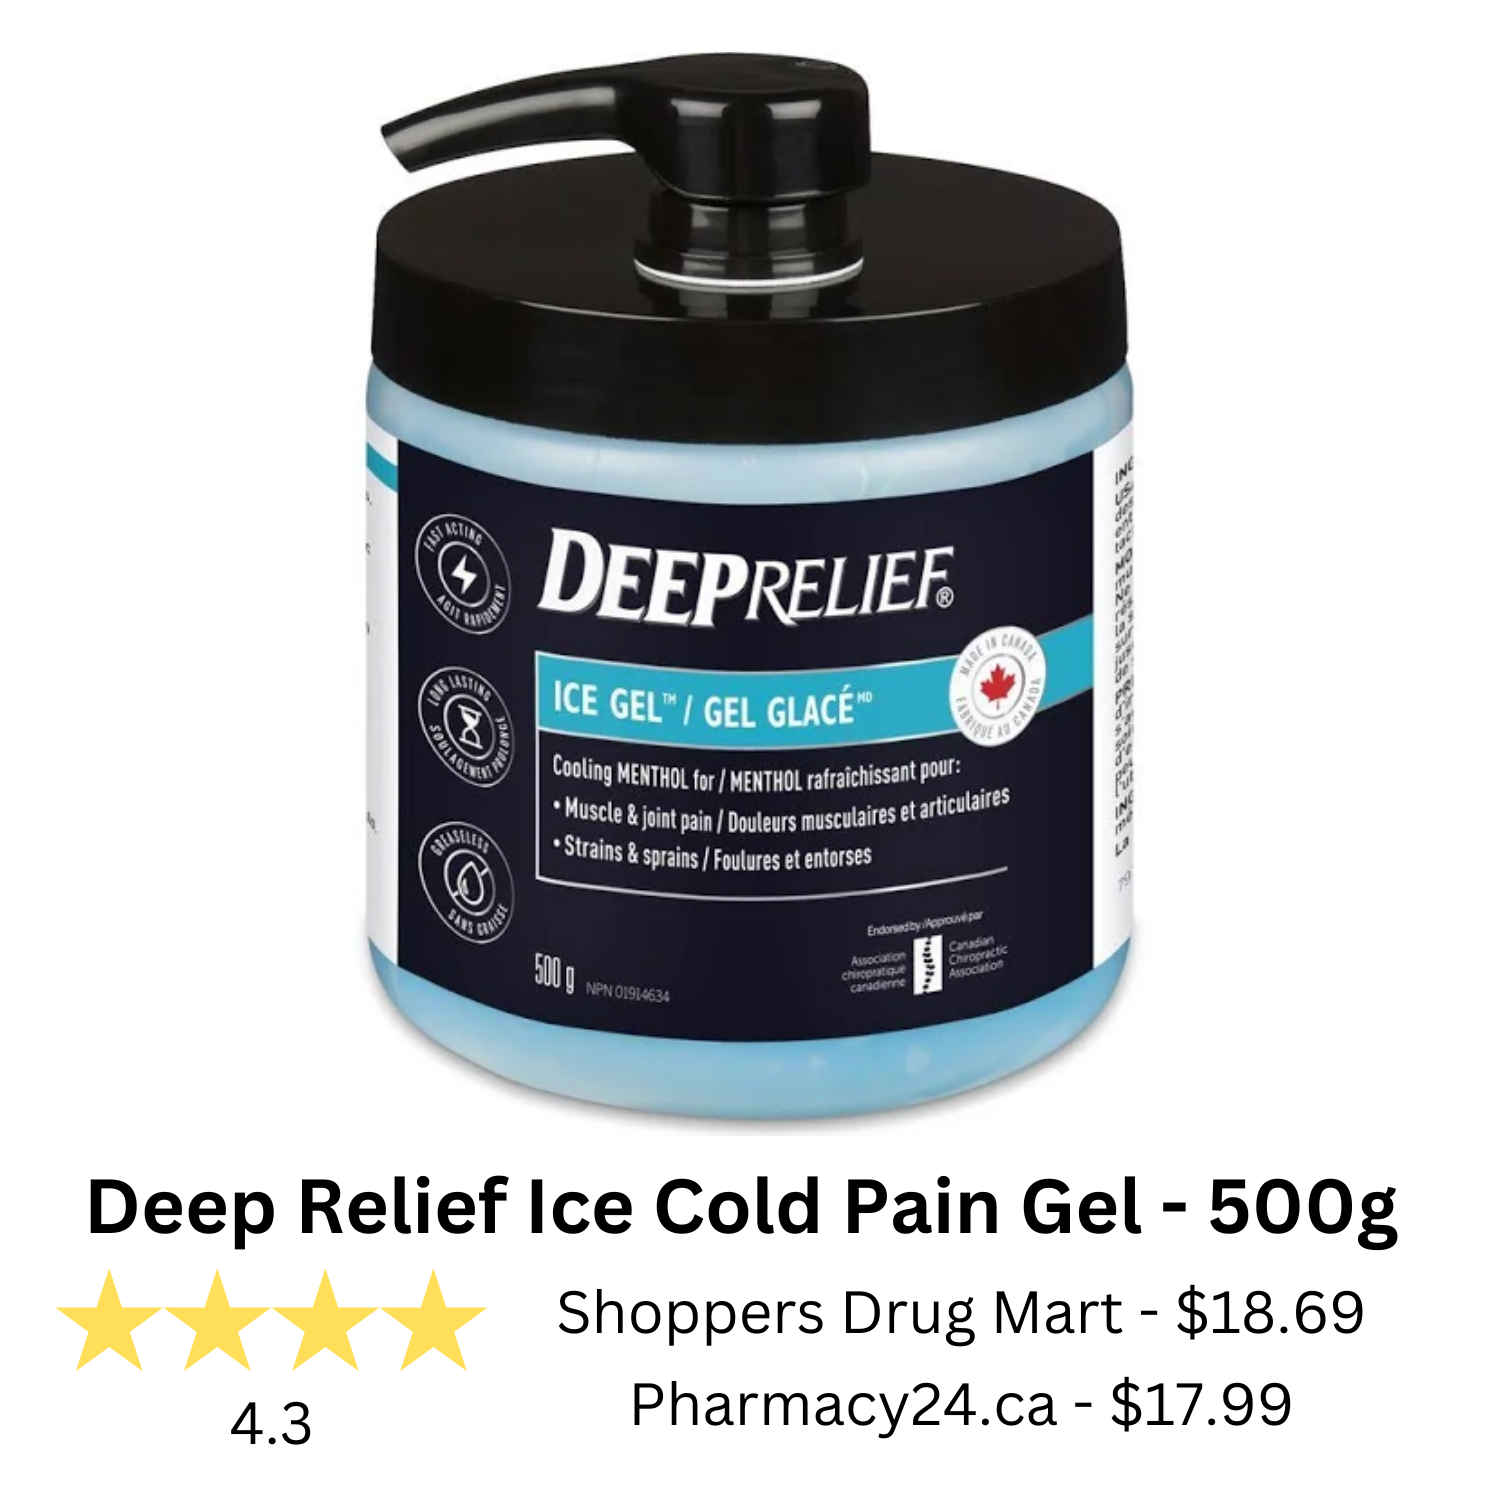 FAST ACTING
AGIT RAPIDEMENT
DEEP RELIEF®
LONG LASTING
SOULAGEMENT PROLONGÉ
MADE IN CANADA
FABRIQUÉ AU CANADA
ICE GEL™ / GEL GLACÉ MD
Cooling MENTHOL for / MENTHOL rafraîchissant pour:
• Muscle & joint pain / Douleurs musculaires et articulaires
• Strains & sprains / Foulures et entorses
GREASELESS
SANS GRAISSE
Endorsed by / Approuvé par
Association
chiropratique
canadienne
Canadian
Chiropractic
Association
500 g NPN 01914634
Deep Relief Ice Cold Pain Gel - 500g
4.3
Shoppers Drug Mart - $18.69
Pharmacy24.ca - $17.99